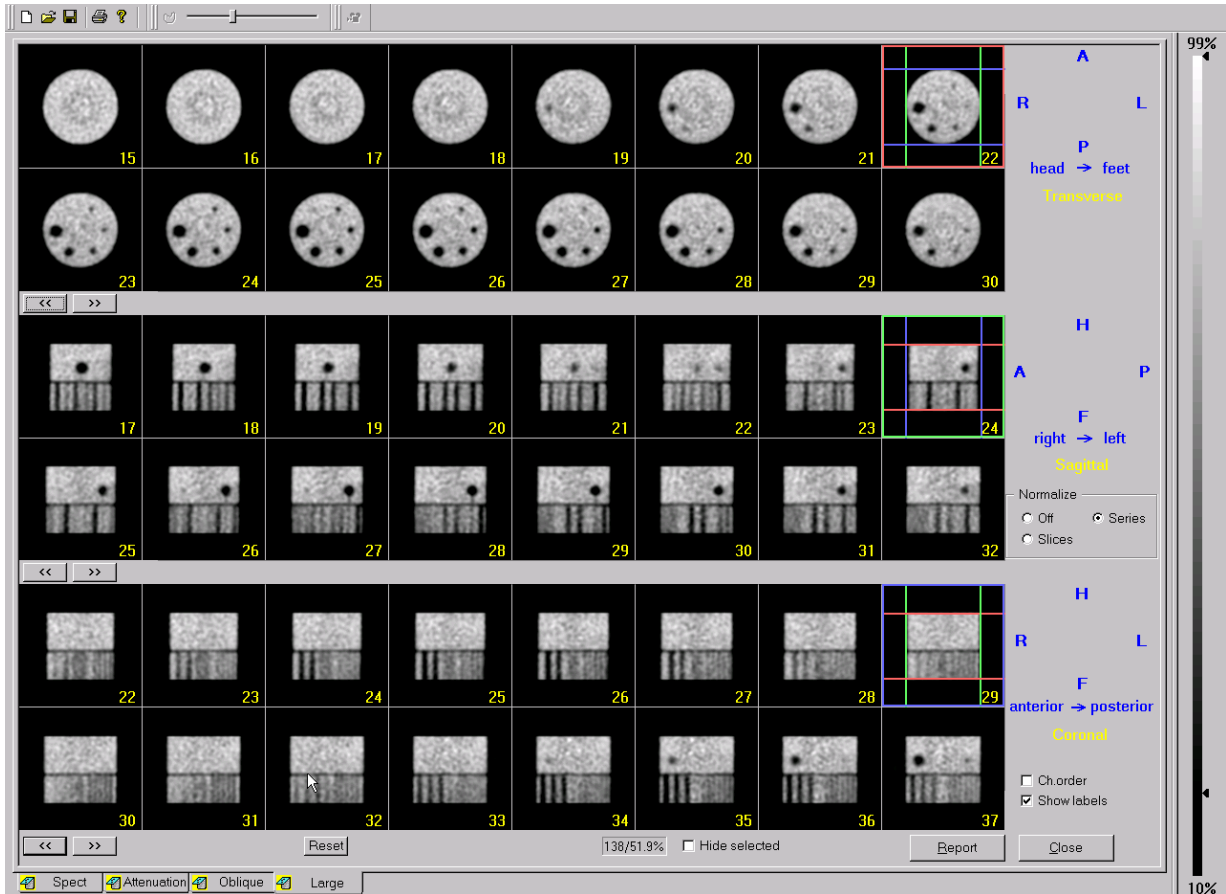 99%
15 16 17 18 19 20 21 22
A
R L
P
head → feet
Transverse
23 24 25 26 27 28 29 30
<< >>
17 18 19 20 21 22 23 24
H
A P
F
right → left
Sagittal
25 26 27 28 29 30 31 32
Normalize
Off Series
Slices
<< >>
22 23 24 25 26 27 28 29
H
R L
F
anterior → posterior
Coronal
30 31 32 33 34 35 36 37
Ch.order
Show labels
<< >> Reset 138/51.9% Hide selected Report Close
Spect Attenuation Oblique Large
10%